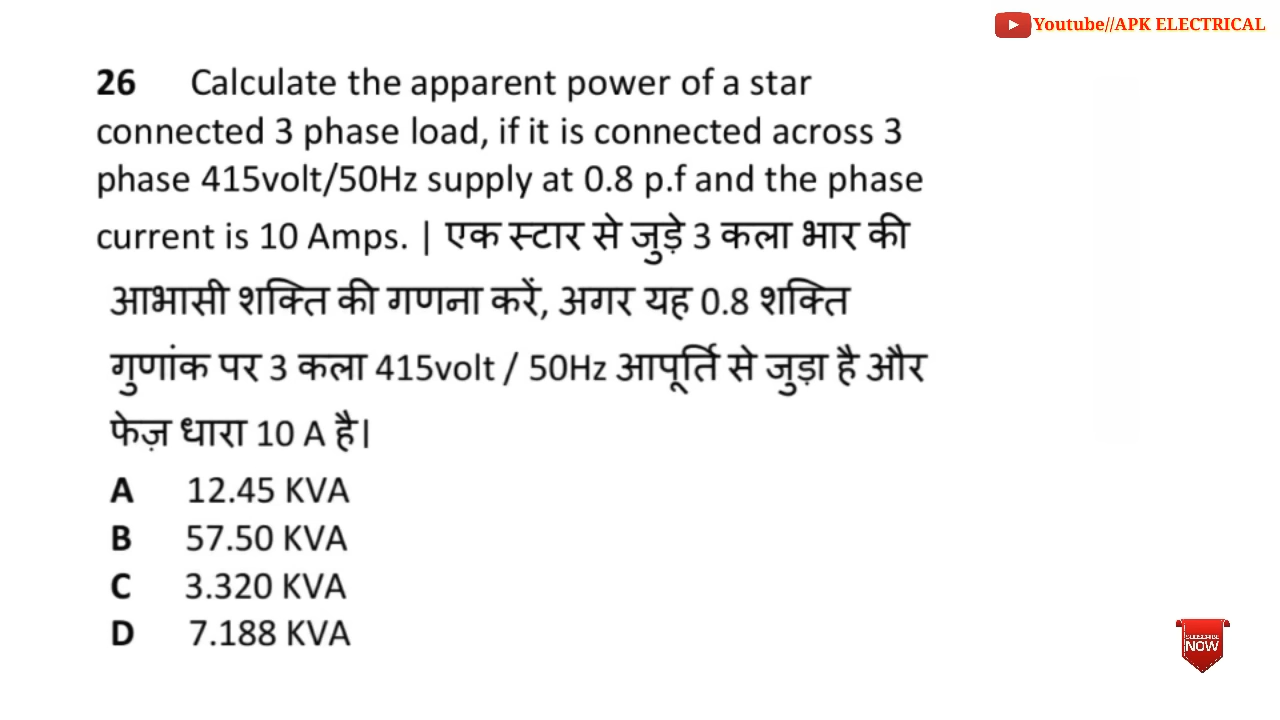 Youtube//APK ELECTRICAL
26 Calculate the apparent power of a star
connected 3 phase load, if it is connected across 3
phase 415volt/50Hz supply at 0.8 p.f and the phase
current is 10 Amps. | एक स्टार से जुड़े 3 कला भार की
आभासी शक्ति की गणना करें, अगर यह 0.8 शक्ति
गुणांक पर 3 कला 415volt / 50Hz आपूर्ति से जुड़ा है और
फेज़ धारा 10 A है।
A 12.45 KVA
B 57.50 KVA
C 3.320 KVA
D 7.188 KVA
SUBSCRIBE
NOW